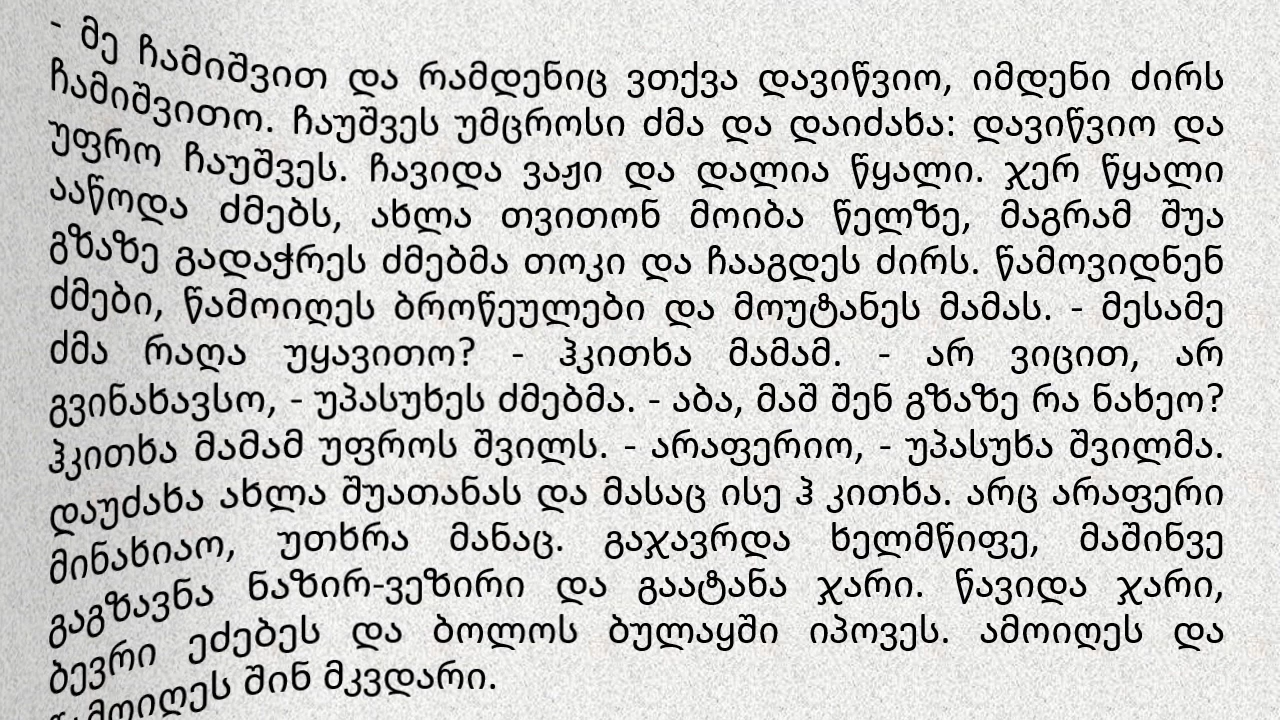 - მე ჩამიშვით და რამდენიც ვთქვა დავიწვიო, იმდენი ძირს
ჩამიშვითო. ჩაუშვეს უმცროსი ძმა და დაიძახა: დავიწვიო და
უფრო ჩაუშვეს. ჩავიდა ვაჟი და დალია წყალი. ჯერ წყალი
ააწოდა ძმებს, ახლა თვითონ მოიბა წელზე, მაგრამ შუა
გზაზე გადაჭრეს ძმებმა თოკი და ჩააგდეს ძირს. წამოვიდნენ
ძმები, წამოიღეს ბროწეულები და მოუტანეს მამას. - მესამე
ძმა რაღა უყავითო? - ჰკითხა მამამ. - არ ვიცით, არ
გვინახავსო, - უპასუხეს ძმებმა. - აბა, მაშ შენ გზაზე რა ნახეო?
ჰკითხა მამამ უფროს შვილს. - არაფერიო, - უპასუხა შვილმა.
დაუძახა ახლა შუათანას და მასაც ისე ჰ კითხა. არც არაფერი
მინახიაო, უთხრა მანაც. გაჯავრდა ხელმწიფე, მაშინვე
გაგზავნა ნაზირ-ვეზირი და გაატანა ჯარი. წავიდა ჯარი,
ბევრი ეძებეს და ბოლოს ბულაყში იპოვეს. ამოიღეს და
წამოიღეს შინ მკვდარი.